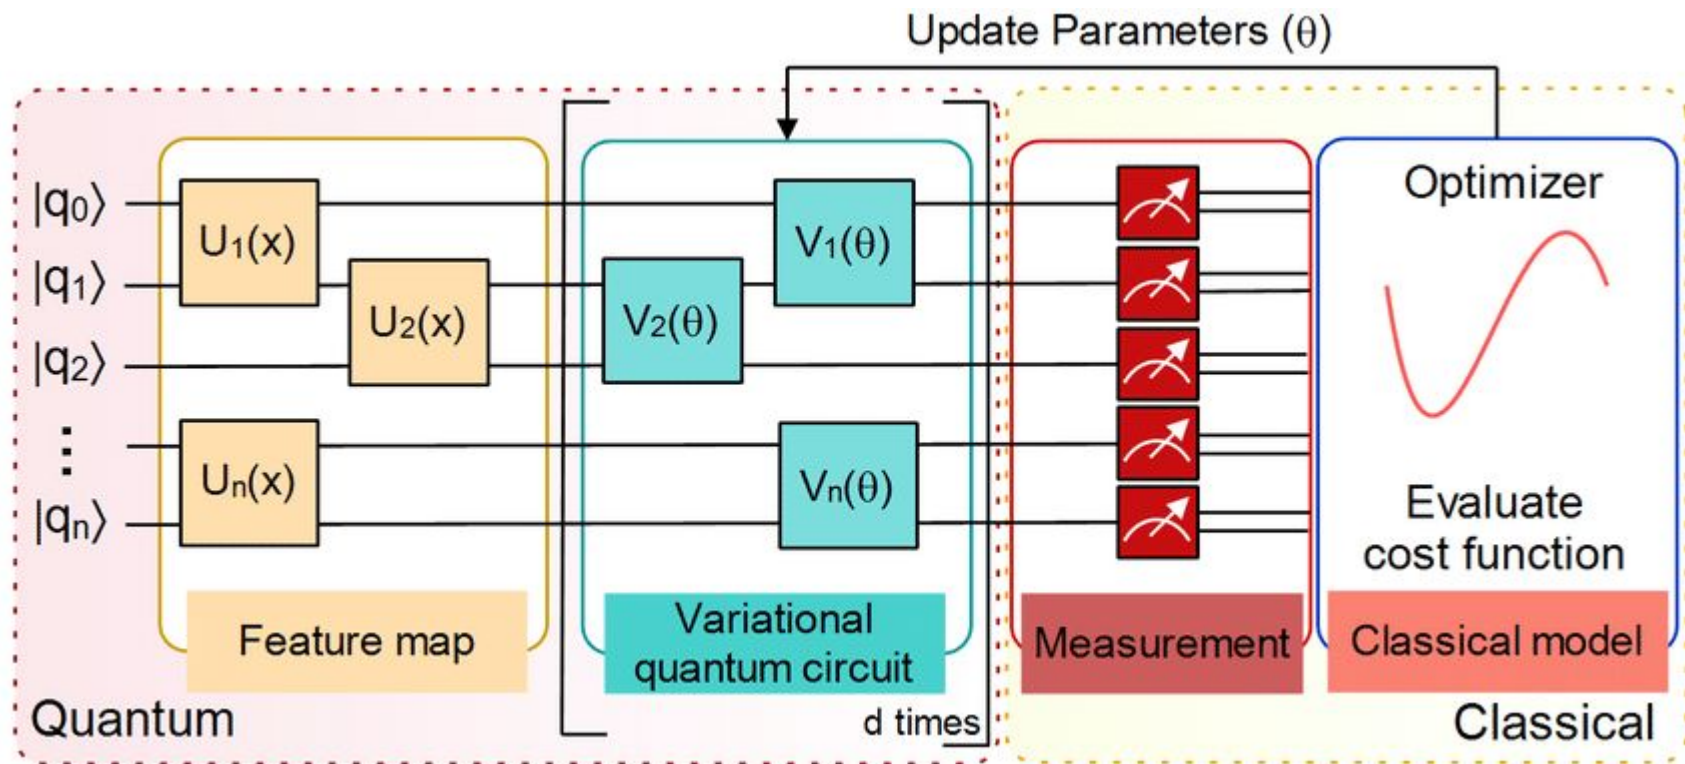 Update Parameters (θ)
|q₀⟩
U₁(x)
V₁(θ)
Optimizer
|q₁⟩
U₂(x)
V₂(θ)
|q₂⟩
⋮
Uₙ(x)
Vₙ(θ)
|qₙ⟩
Evaluate
cost function
Feature map
Variational
quantum circuit
Measurement
Classical model
Quantum
d times
Classical